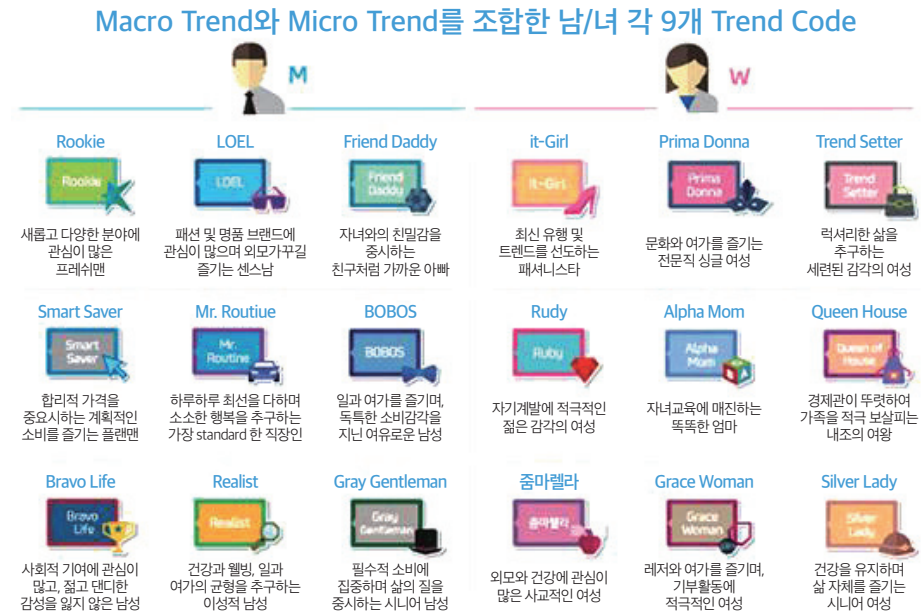 Macro Trend와 Micro Trend를 조합한 남/녀 각 9개 Trend Code
M
W
Rookie
Rookie
새롭고 다양한 분야에
관심이 많은
프레쉬맨
LOEL
LOEL
패션 및 명품 브랜드에
관심이 많으며 외모가꾸길
즐기는 센스남
Friend Daddy
Friend
Daddy
자녀와의 친밀감을
중시하는
친구처럼 가까운 아빠
it-Girl
It-Girl
최신 유행 및
트렌드를 선도하는
패셔니스타
Prima Donna
Prima
Donna
문화와 여가를 즐기는
전문직 싱글 여성
Trend Setter
Trend
Setter
럭셔리한 삶을
추구하는
세련된 감각의 여성
Smart Saver
Smart
Saver
합리적 가격을
중요시하는 계획적인
소비를 즐기는 플랜맨
Mr. Routiue
Mr.
Routine
하루하루 최선을 다하며
소소한 행복을 추구하는
가장 standard 한 직장인
BOBOS
BOBOS
일과 여가를 즐기며,
독특한 소비감각을
지닌 여유로운 남성
Rudy
Ruby
자기계발에 적극적인
젊은 감각의 여성
Alpha Mom
Alpha
Mom
자녀교육에 매진하는
똑똑한 엄마
Queen House
Queen of
House
경제관이 뚜렷하여
가족을 적극 보살피는
내조의 여왕
Bravo Life
Bravo
Life
사회적 기여에 관심이
많고, 젊고 댄디한
감성을 잃지 않은 남성
Realist
Realist
건강과 웰빙, 일과
여가의 균형을 추구하는
이성적 남성
Gray Gentleman
Gray
Gentleman
필수적 소비에
집중하며 삶의 질을
중시하는 시니어 남성
줌마렐라
줌마렐라
외모와 건강에 관심이
많은 사교적인 여성
Grace Woman
Grace
Woman
레저와 여가를 즐기며,
기부활동에
적극적인 여성
Silver Lady
Silver
Lady
건강을 유지하며
삶 자체를 즐기는
시니어 여성